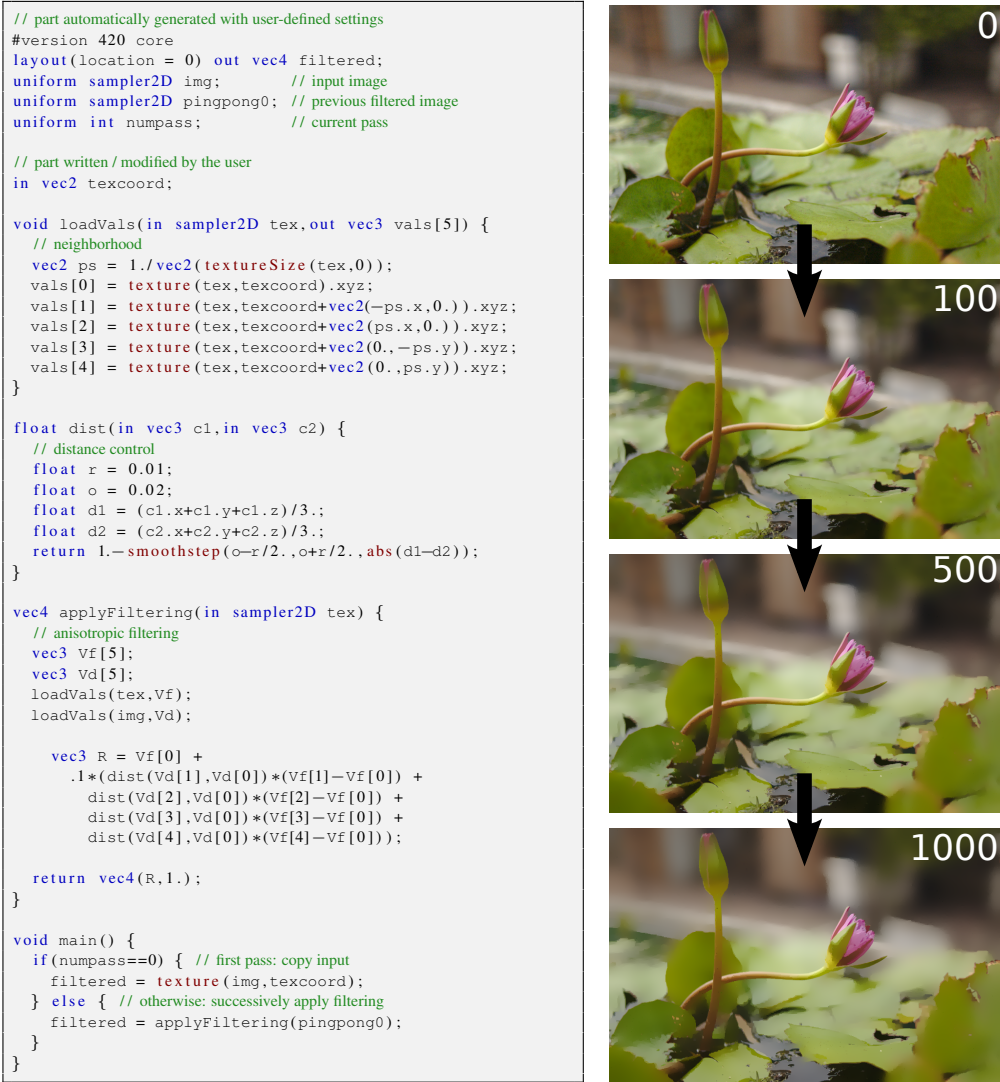 // part automatically generated with user-defined settings
#version 420 core
layout(location = 0) out vec4 filtered;
uniform sampler2D img; // input image
uniform sampler2D pingpong0; // previous filtered image
uniform int numpass; // current pass
// part written / modified by the user
in vec2 texcoord;
void loadVals(in sampler2D tex,out vec3 vals[5]) {
// neighborhood
vec2 ps = 1./vec2(textureSize(tex,0));
vals[0] = texture(tex,texcoord).xyz;
vals[1] = texture(tex,texcoord+vec2(-ps.x,0.)).xyz;
vals[2] = texture(tex,texcoord+vec2(ps.x,0.)).xyz;
vals[3] = texture(tex,texcoord+vec2(0.,-ps.y)).xyz;
vals[4] = texture(tex,texcoord+vec2(0.,ps.y)).xyz;
}
float dist(in vec3 c1,in vec3 c2) {
// distance control
float r = 0.01;
float o = 0.02;
float d1 = (c1.x+c1.y+c1.z)/3.;
float d2 = (c2.x+c2.y+c2.z)/3.;
return 1.-smoothstep(o-r/2.,o+r/2.,abs(d1-d2));
}
vec4 applyFiltering(in sampler2D tex) {
// anisotropic filtering
vec3 Vf[5];
vec3 Vd[5];
loadVals(tex,Vf);
loadVals(img,Vd);
vec3 R = Vf[0] +
.1*(dist(Vd[1],Vd[0])*(Vf[1]-Vf[0]) +
dist(Vd[2],Vd[0])*(Vf[2]-Vf[0]) +
dist(Vd[3],Vd[0])*(Vf[3]-Vf[0]) +
dist(Vd[4],Vd[0])*(Vf[4]-Vf[0]));
return vec4(R,1.);
}
void main() {
if(numpass==0) { // first pass: copy input
filtered = texture(img,texcoord);
} else { // otherwise: successively apply filtering
filtered = applyFiltering(pingpong0);
}
}
0
100
500
1000